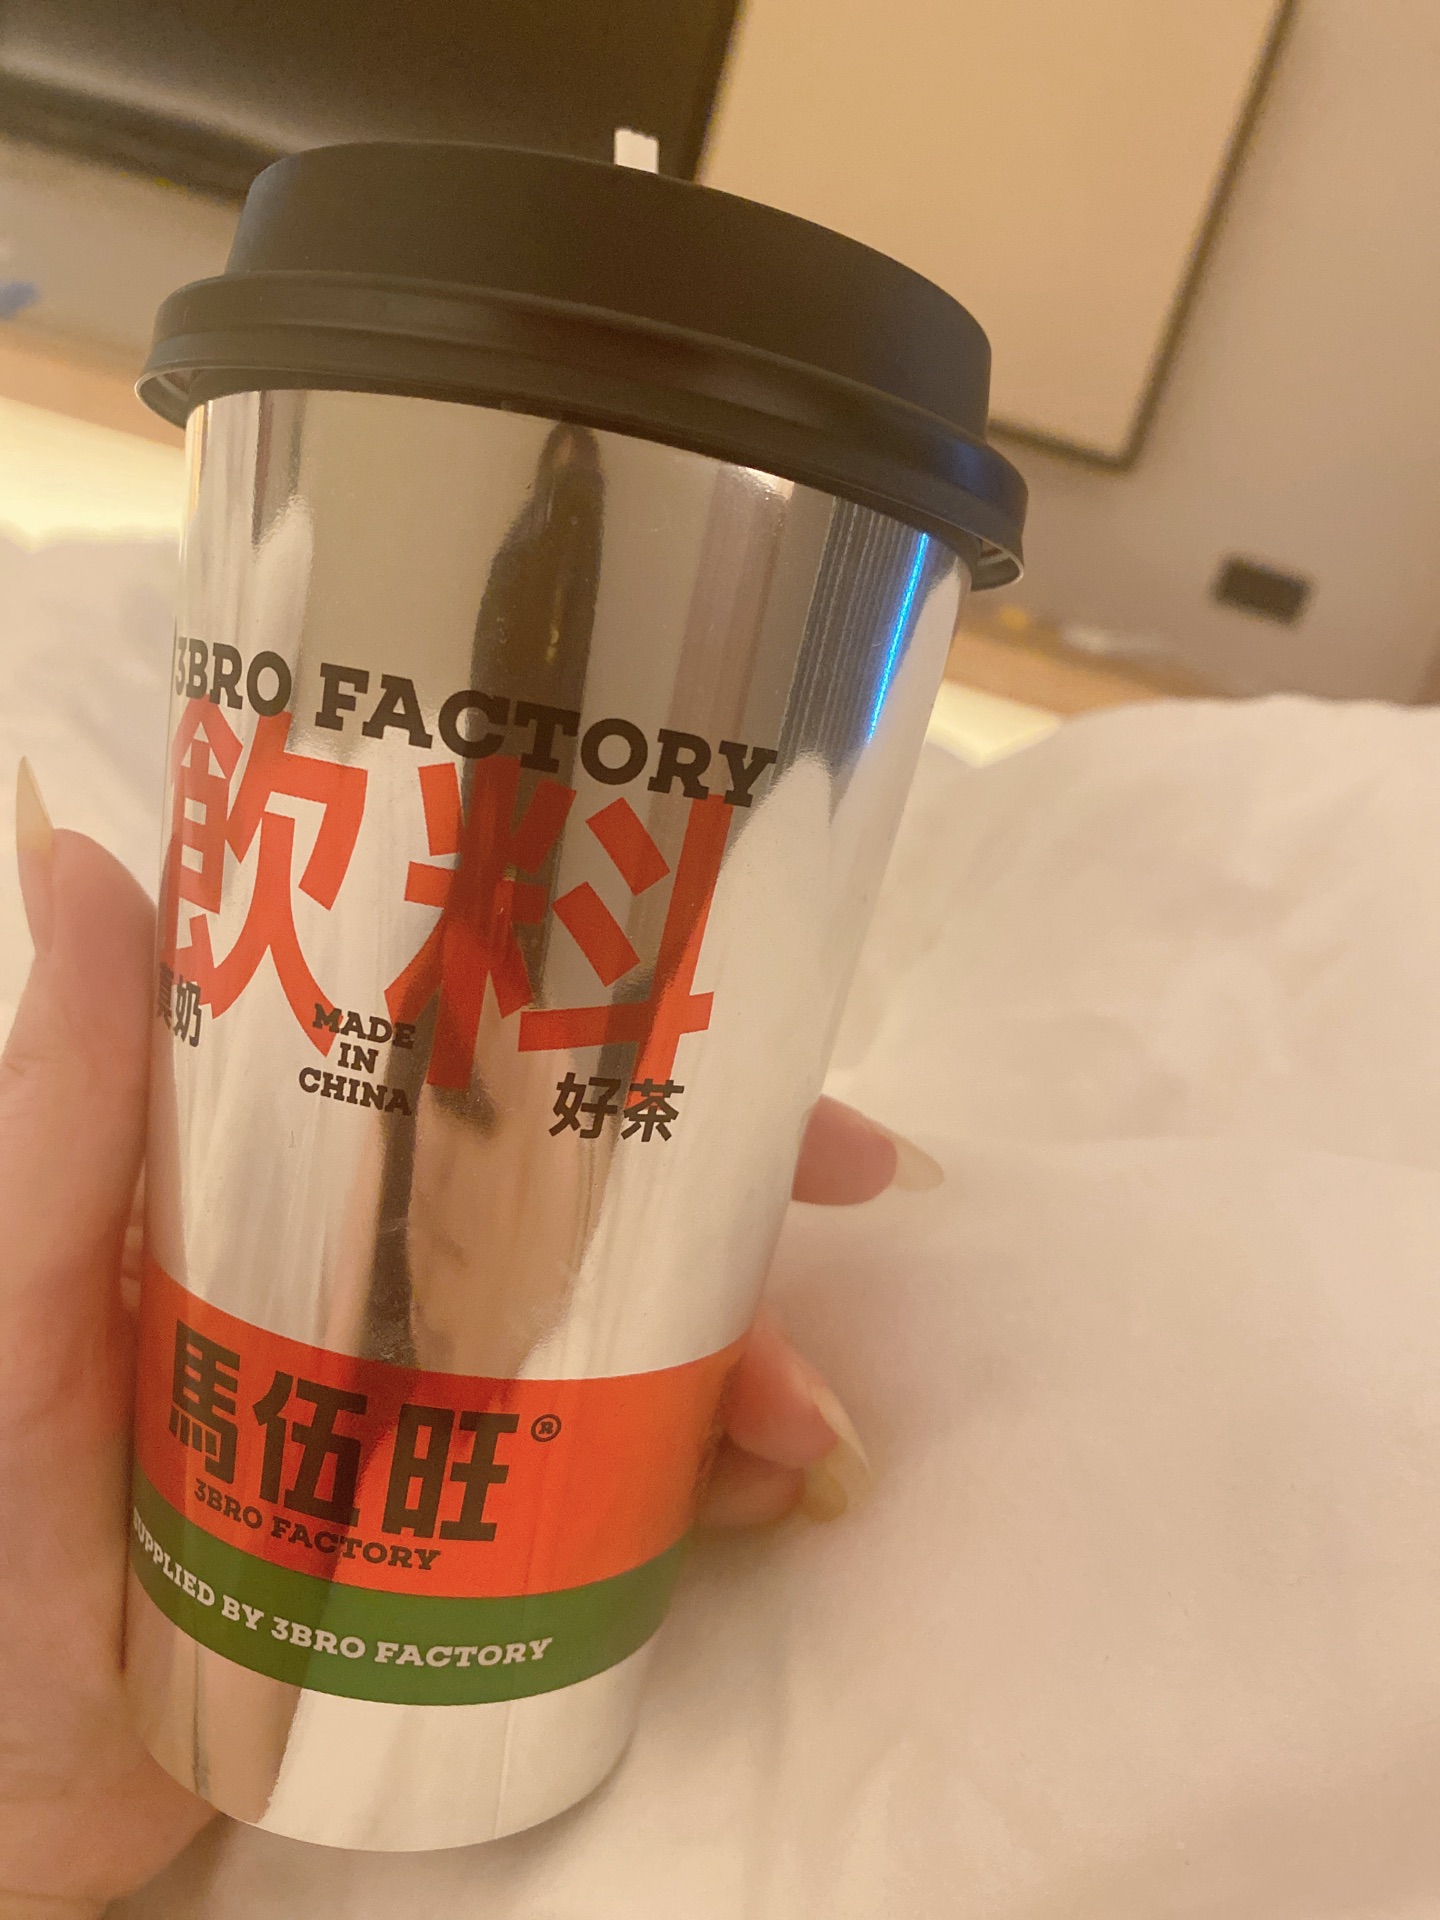 3BRO FACTORY
飲料
真奶
MADE
IN
CHINA
好茶
馬伍旺®
3BRO FACTORY
SUPPLIED BY 3BRO FACTORY